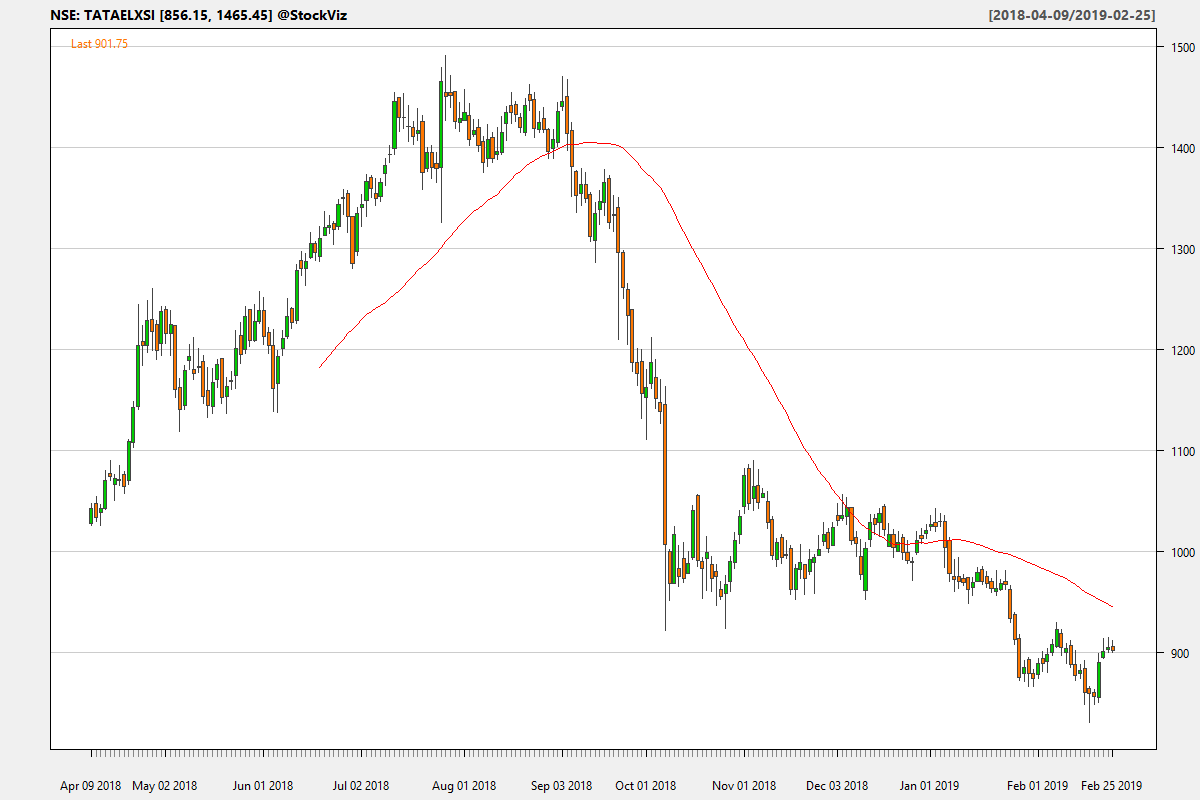 NSE: TATAELXSI [856.15, 1465.45] @StockViz
[2018-04-09/2019-02-25]
Last 901.75
1500
1400
1300
1200
1100
1000
900
Apr 09 2018 May 02 2018 Jun 01 2018 Jul 02 2018 Aug 01 2018 Sep 03 2018 Oct 01 2018 Nov 01 2018 Dec 03 2018 Jan 01 2019 Feb 01 2019 Feb 25 2019